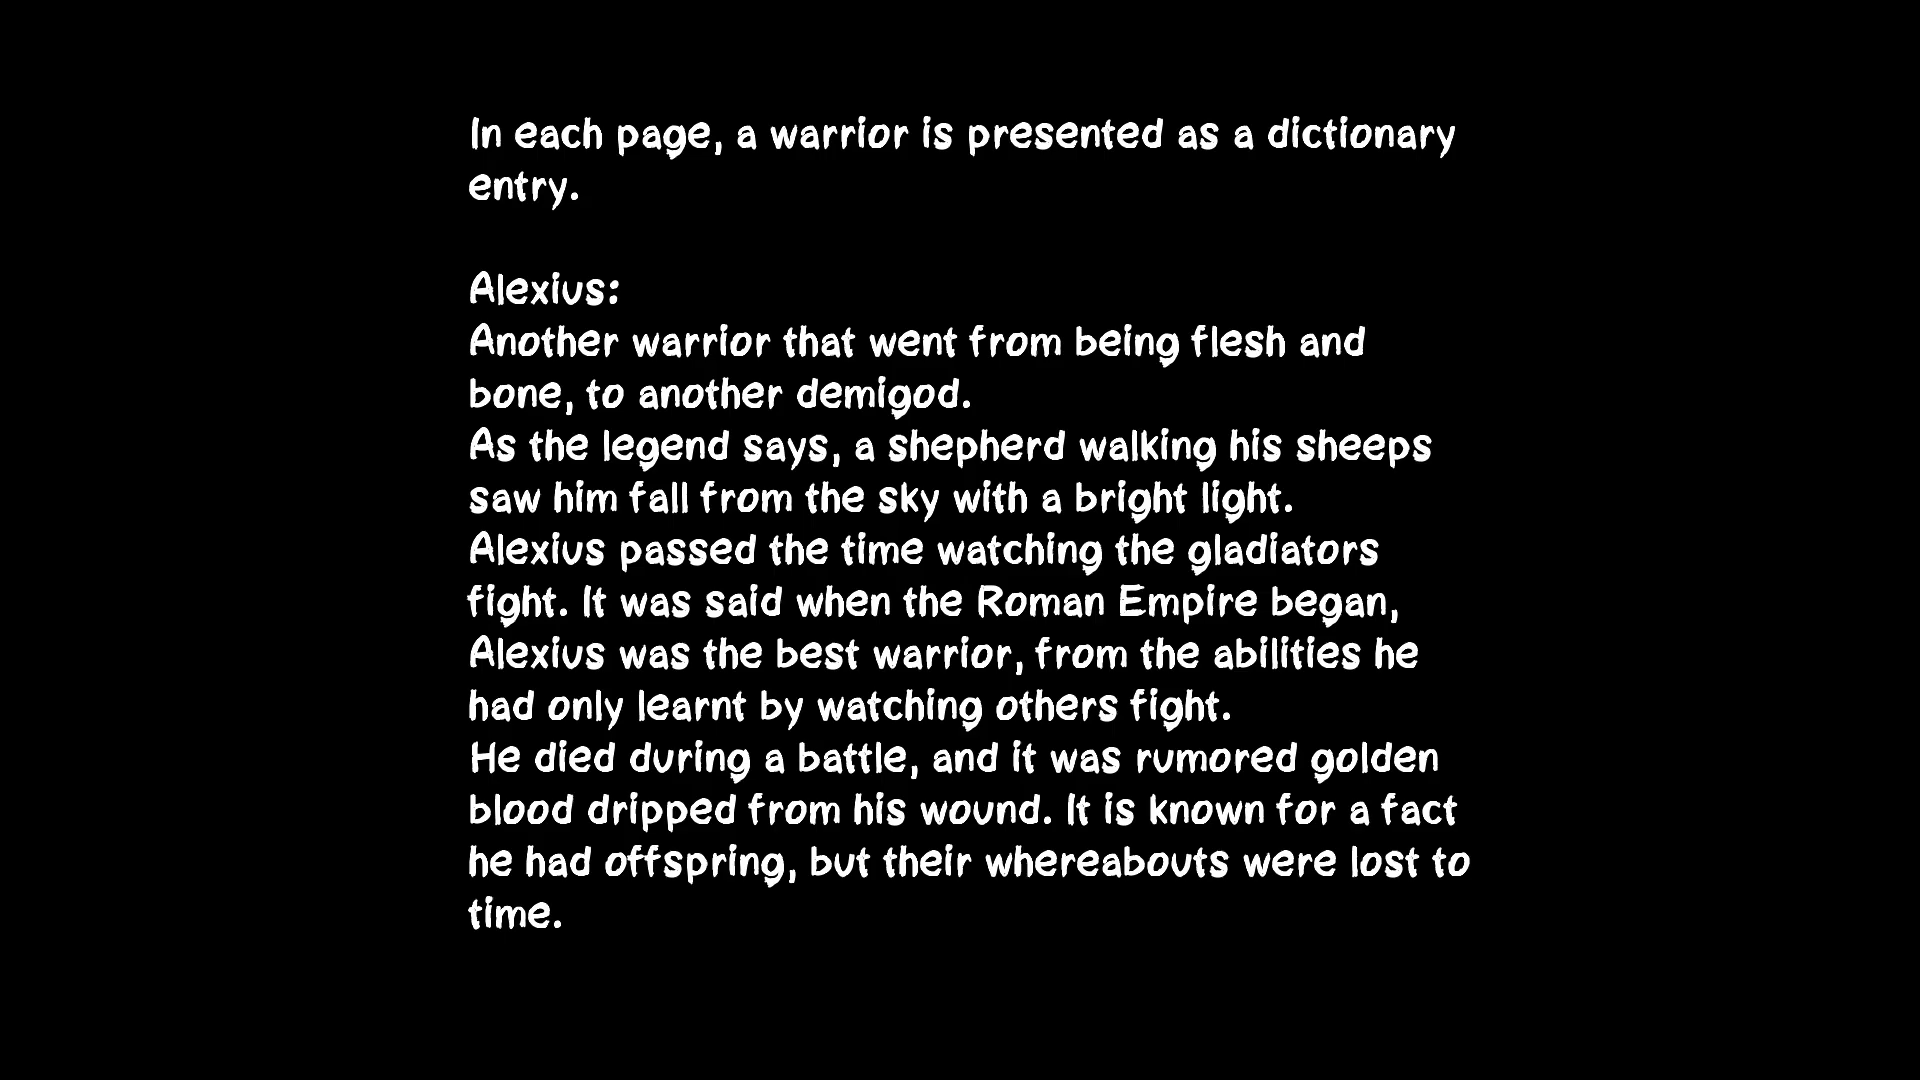 In each page, a warrior is presented as a dictionary
entry.
Alexius:
Another warrior that went from being flesh and
bone, to another demigod.
As the legend says, a shepherd walking his sheeps
saw him fall from the sky with a bright light.
Alexius passed the time watching the gladiators
fight. It was said when the Roman Empire began,
Alexius was the best warrior, from the abilities he
had only learnt by watching others fight.
He died during a battle, and it was rumored golden
blood dripped from his wound. It is known for a fact
he had offspring, but their whereabouts were lost to
time.